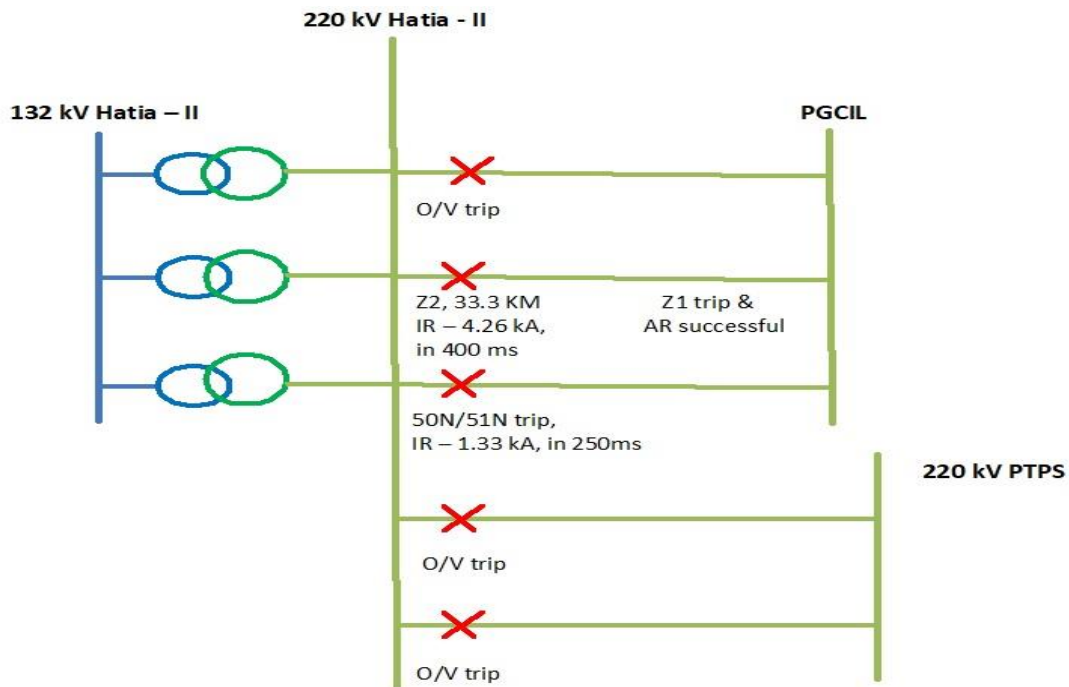 220 kV Hatia - II
132 kV Hatia – II
PGCIL
O/V trip
Z2, 33.3 KM
IR – 4.26 kA,
in 400 ms
Z1 trip &
AR successful
50N/51N trip,
IR – 1.33 kA, in 250ms
220 kV PTPS
O/V trip
O/V trip